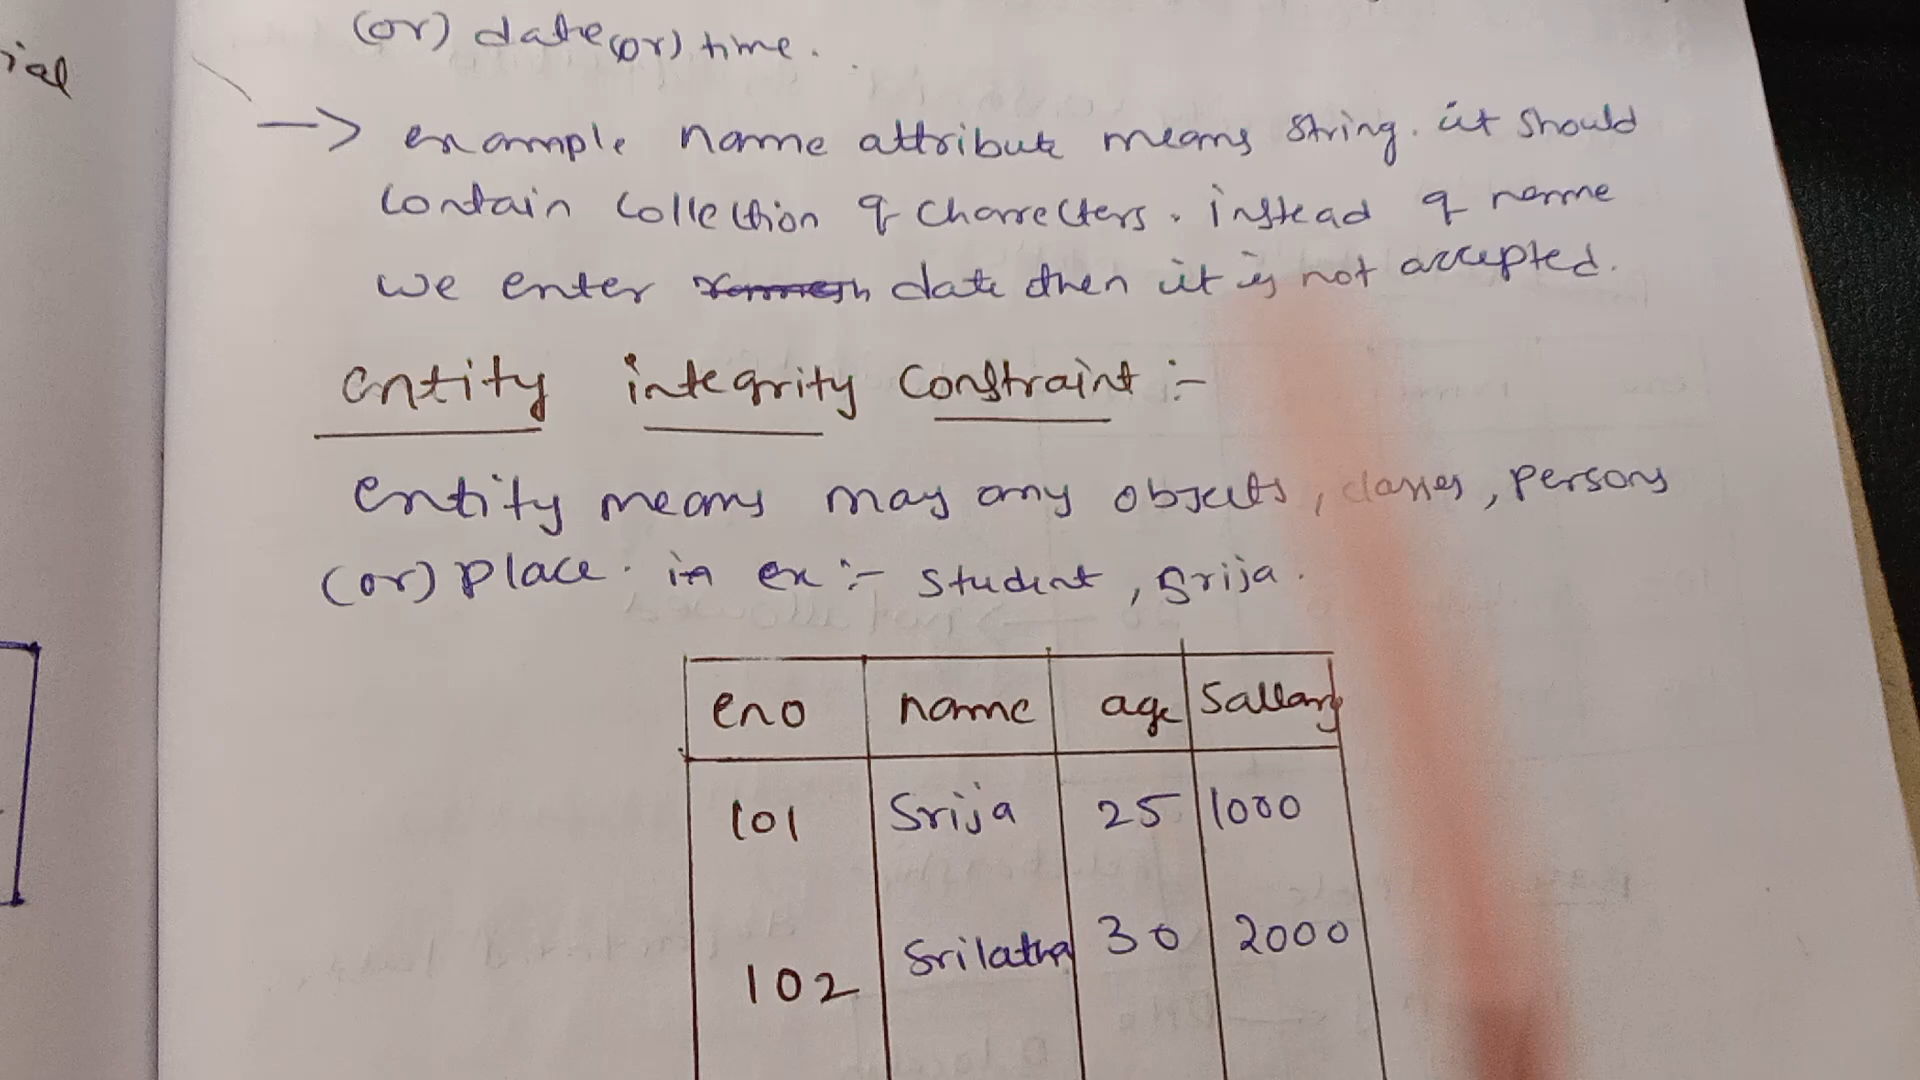 ial
(or) date (or) time.
→ example name attribute means string. it should
contain collection of charecters. instead of name
we enter date then it is not accepted.
entity integrity constraint :-
entity means may any objects, classes, persons
(or) place. in ex :- student, srija.
eno name age Sallary
101 Srija 25 1000
102 Srilatha 30 2000